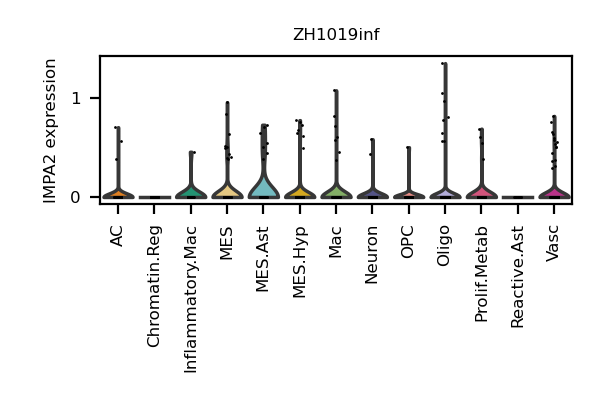 ZH1019inf
IMPA2 expression
1
0
AC
Chromatin.Reg
Inflammatory.Mac
MES
MES.Ast
MES.Hyp
Mac
Neuron
OPC
Oligo
Prolif.Metab
Reactive.Ast
Vasc